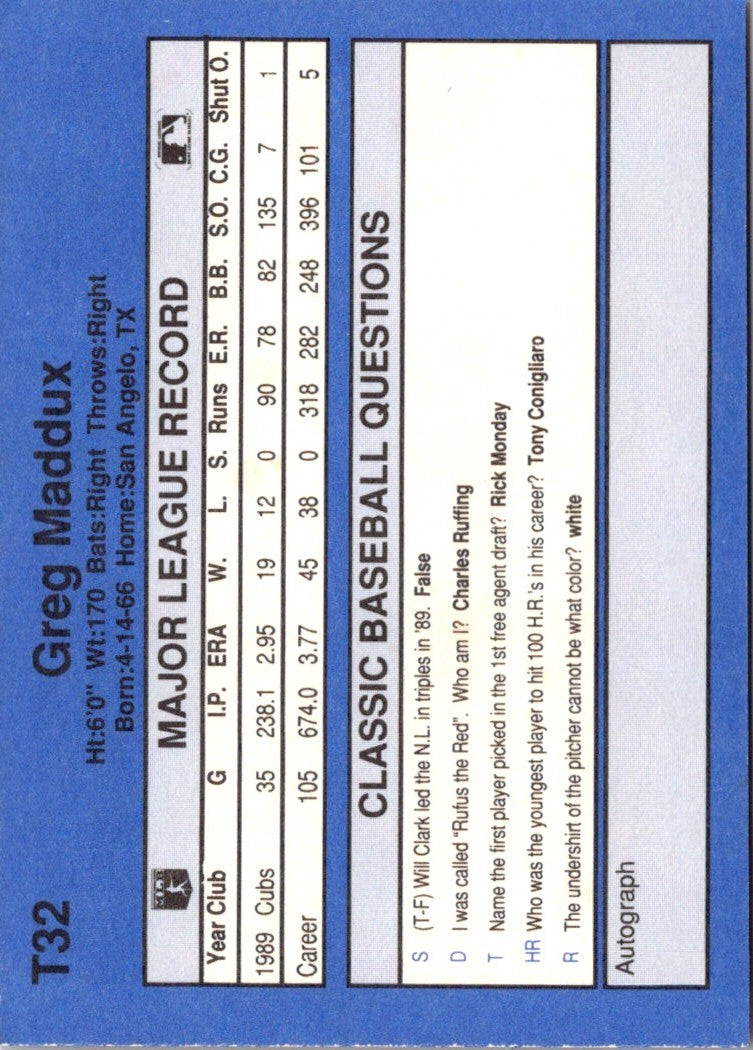 T32
Greg Maddux
Ht:6'0" Wt:170 Bats:Right Throws:Right
Born:4-14-66 Home:San Angelo, TX
MLB
MAJOR LEAGUE RECORD
Year Club G I.P. ERA W. L. S. Runs E.R. B.B. S.O. C.G. Shut O.
1989 Cubs 35 238.1 2.95 19 12 0 90 78 82 135 7 1
Career 105 674.0 3.77 45 38 0 318 282 248 396 101 5
CLASSIC BASEBALL QUESTIONS
S (T-F) Will Clark led the N.L. in triples in '89. False
D I was called "Rufus the Red". Who am I? Charles Ruffing
T Name the first player picked in the 1st free agent draft? Rick Monday
HR Who was the youngest player to hit 100 H.R.'s in his career? Tony Conigliaro
R The undershirt of the pitcher cannot be what color? white
Autograph